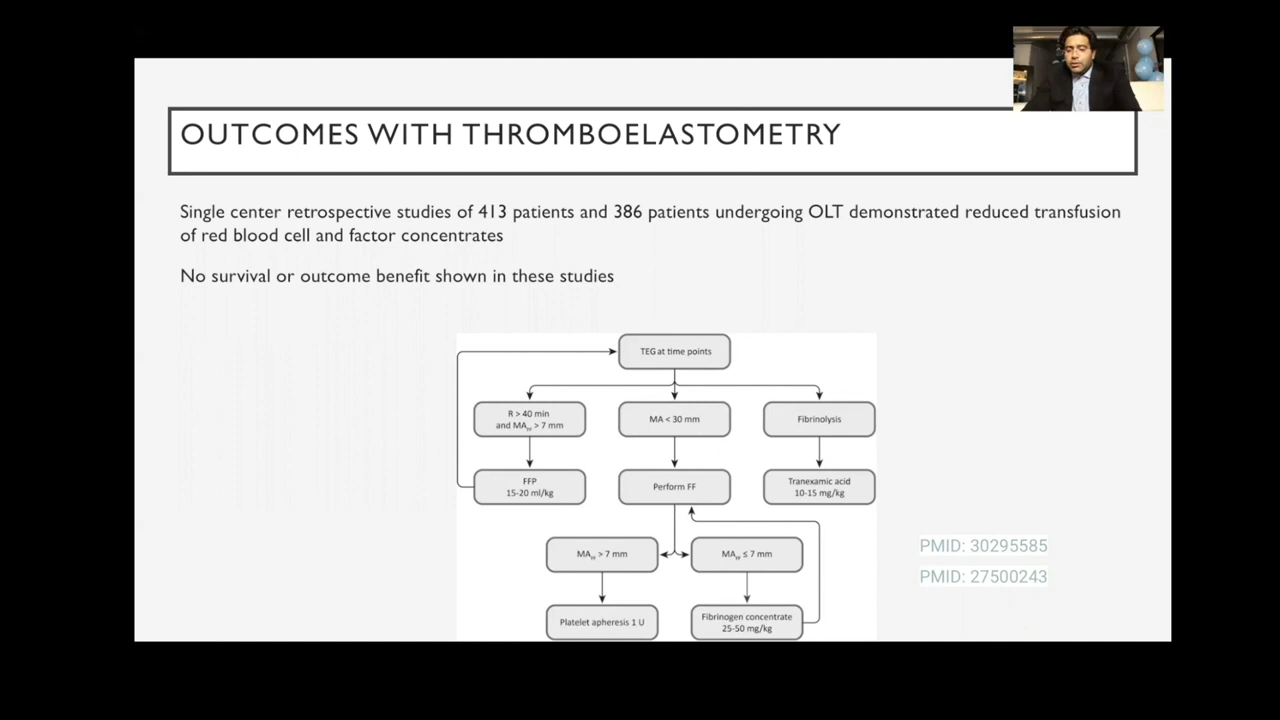 OUTCOMES WITH THROMBOELASTOMETRY
Single center retrospective studies of 413 patients and 386 patients undergoing OLT demonstrated reduced transfusion
of red blood cell and factor concentrates
No survival or outcome benefit shown in these studies
TEG at time points
R > 40 min
and MAFF > 7 mm
MA < 30 mm
Fibrinolysis
FFP
15-20 ml/kg
Perform FF
Tranexamic acid
10-15 mg/kg
MAFF > 7 mm
MAFF ≤ 7 mm
Platelet apheresis 1 U
Fibrinogen concentrate
25-50 mg/kg
PMID: 30295585
PMID: 27500243